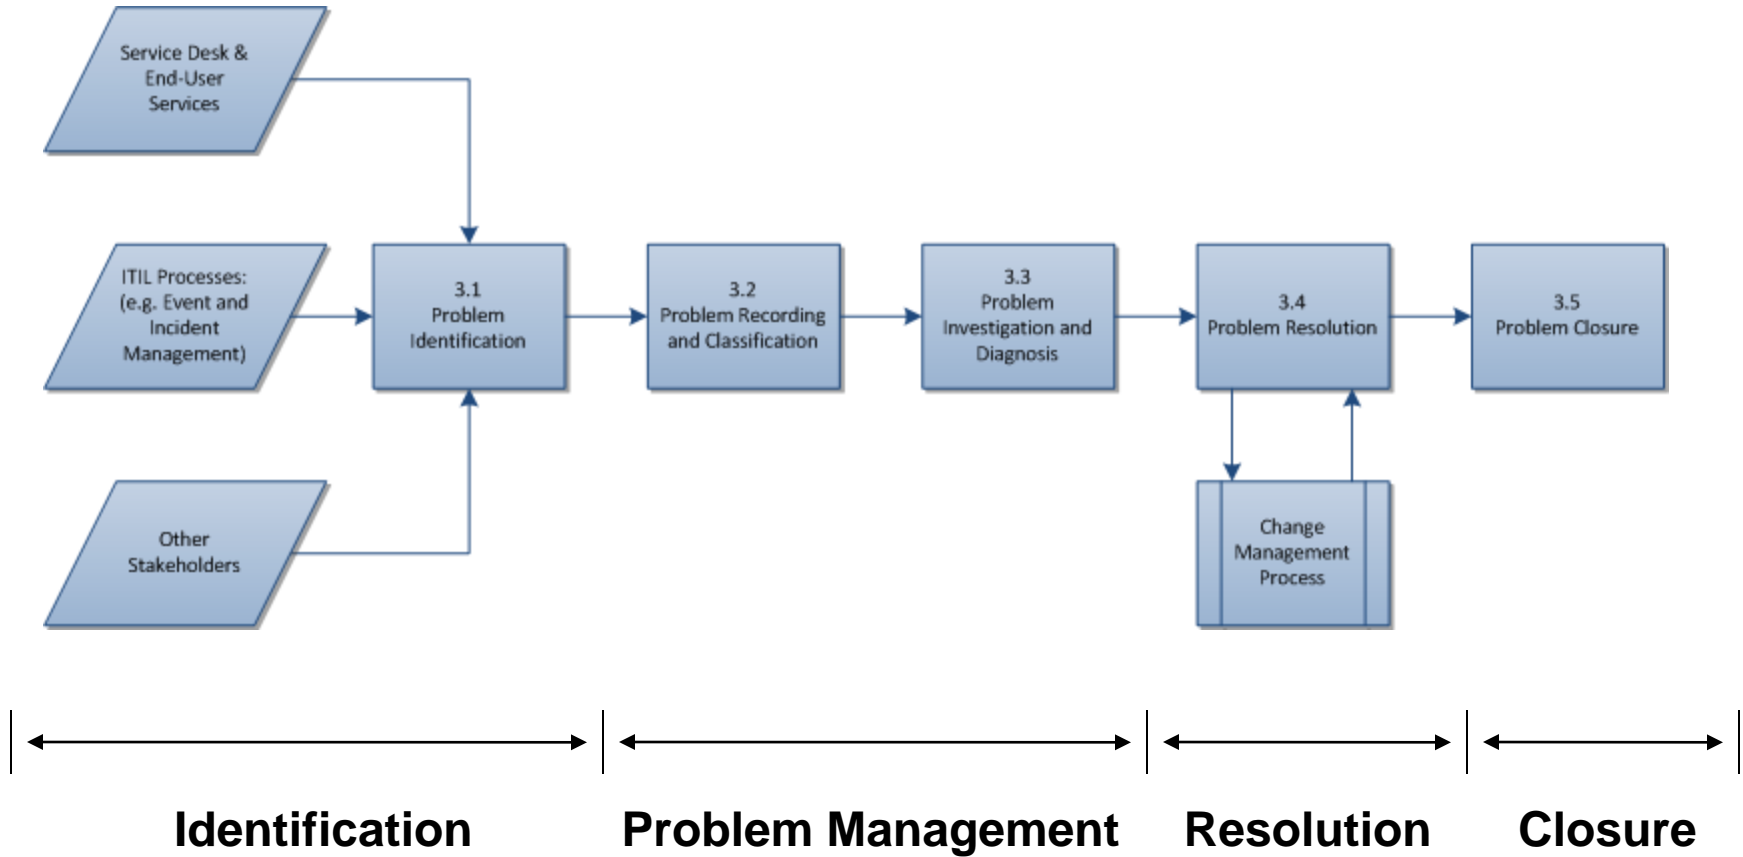 Service Desk &
End-User
Services
ITIL Processes:
(e.g. Event and
Incident
Management)
3.1
Problem
Identification
3.2
Problem Recording
and Classification
3.3
Problem
Investigation and
Diagnosis
3.4
Problem Resolution
3.5
Problem Closure
Other
Stakeholders
Change
Management
Process
Identification
Problem Management
Resolution
Closure